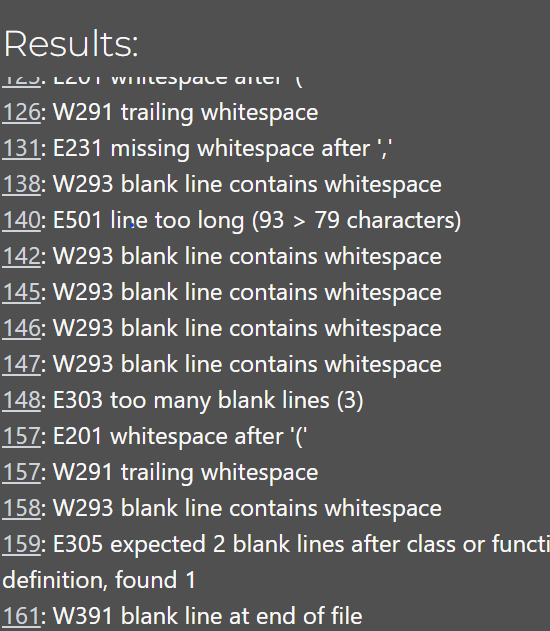 Results:
125: E201 whitespace after '('
126: W291 trailing whitespace
131: E231 missing whitespace after ','
138: W293 blank line contains whitespace
140: E501 line too long (93 > 79 characters)
142: W293 blank line contains whitespace
145: W293 blank line contains whitespace
146: W293 blank line contains whitespace
147: W293 blank line contains whitespace
148: E303 too many blank lines (3)
157: E201 whitespace after '('
157: W291 trailing whitespace
158: W293 blank line contains whitespace
159: E305 expected 2 blank lines after class or functi
definition, found 1
161: W391 blank line at end of file